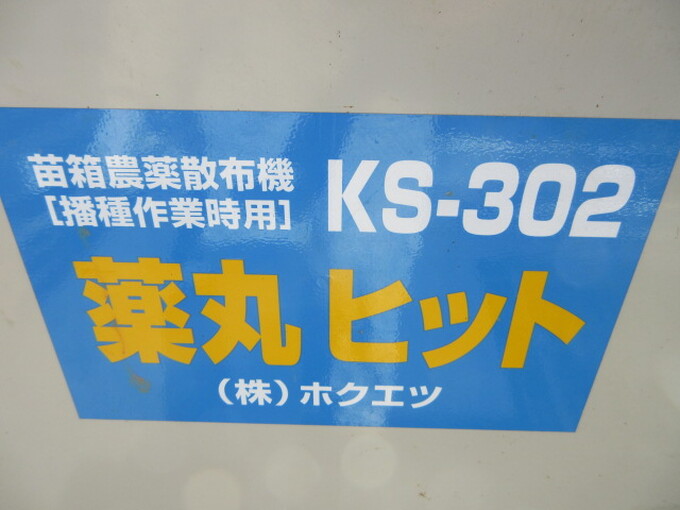 苗箱農薬散布機
[播種作業時用]
KS-302
薬丸 ヒット
(株)ホクエツ